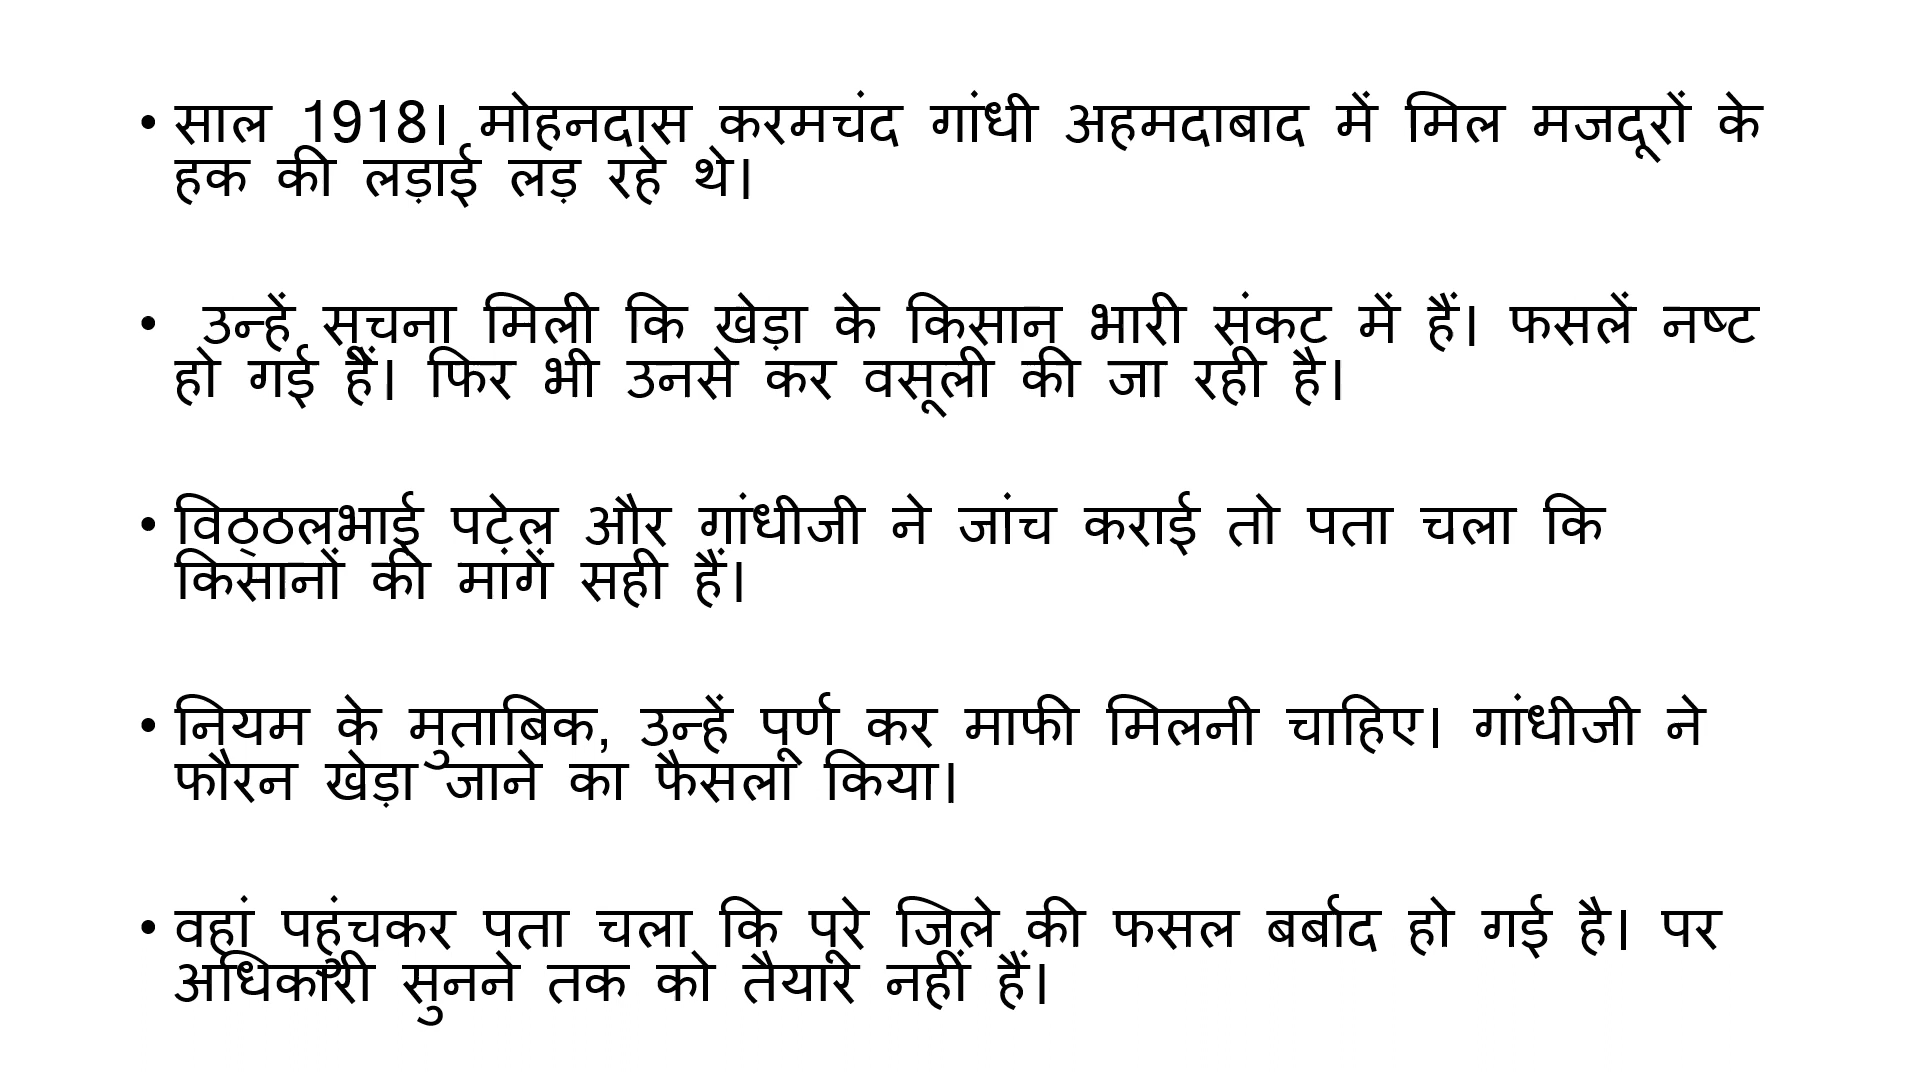 • साल 1918। मोहनदास करमचंद गांधी अहमदाबाद में मिल मजदूरों के
हक की लड़ाई लड़ रहे थे।
• उन्हें सूचना मिली कि खेड़ा के किसान भारी संकट में हैं। फसलें नष्ट
हो गई हैं। फिर भी उनसे कर वसूली की जा रही है।
• विठ्ठलभाई पटेल और गांधीजी ने जांच कराई तो पता चला कि
किसानों की मांगें सही हैं।
• नियम के मुताबिक, उन्हें पूर्ण कर माफी मिलनी चाहिए। गांधीजी ने
फौरन खेड़ा जाने का फैसला किया।
• वहां पहुंचकर पता चला कि पूरे जिले की फसल बर्बाद हो गई है। पर
अधिकारी सुनने तक को तैयार नहीं हैं।